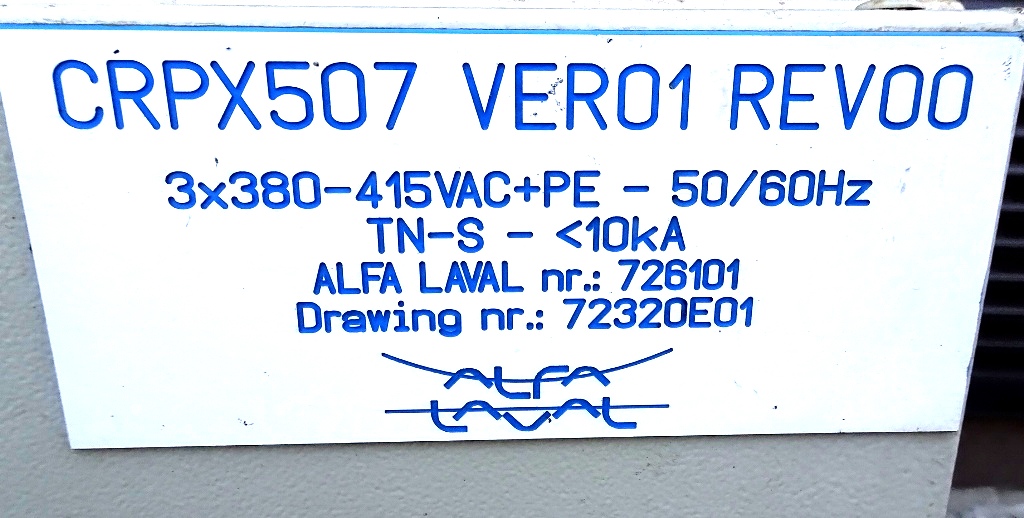 CRPX507 VER01 REV00
3x380-415VAC+PE - 50/60Hz
TN-S - <10kA
ALFA LAVAL nr.: 726101
Drawing nr.: 72320E01
ALFA
LAVAL